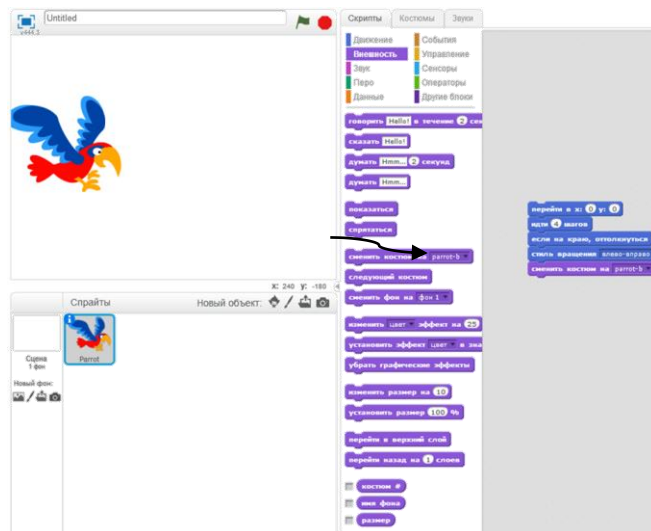 Untitled
v444.3
Скрипты Костюмы Звуки
Движение События
Внешность Управление
Звук Сенсоры
Перо Операторы
Данные Другие блоки
говорить Hello! в течение 2 сек
сказать Hello!
думать Hmm... 2 секунд
думать Hmm...
показаться
спрятаться
сменить костюм на parrot-b
следующий костюм
сменить фон на фон 1
изменить цвет эффект на 25
установить эффект цвет в зна
убрать графические эффекты
изменить размер на 10
установить размер 100 %
перейти в верхний слой
перейти назад на 1 слоев
костюм #
имя фона
размер
перейти в x: 0 y: 0
идти 4 шагов
если на краю, оттолкнуться
стиль вращения влево-вправо
сменить костюм на parrot-b
x: 240 y: -180
Спрайты Новый объект:
Сцена
1 фон
Новый фон:
Parrot